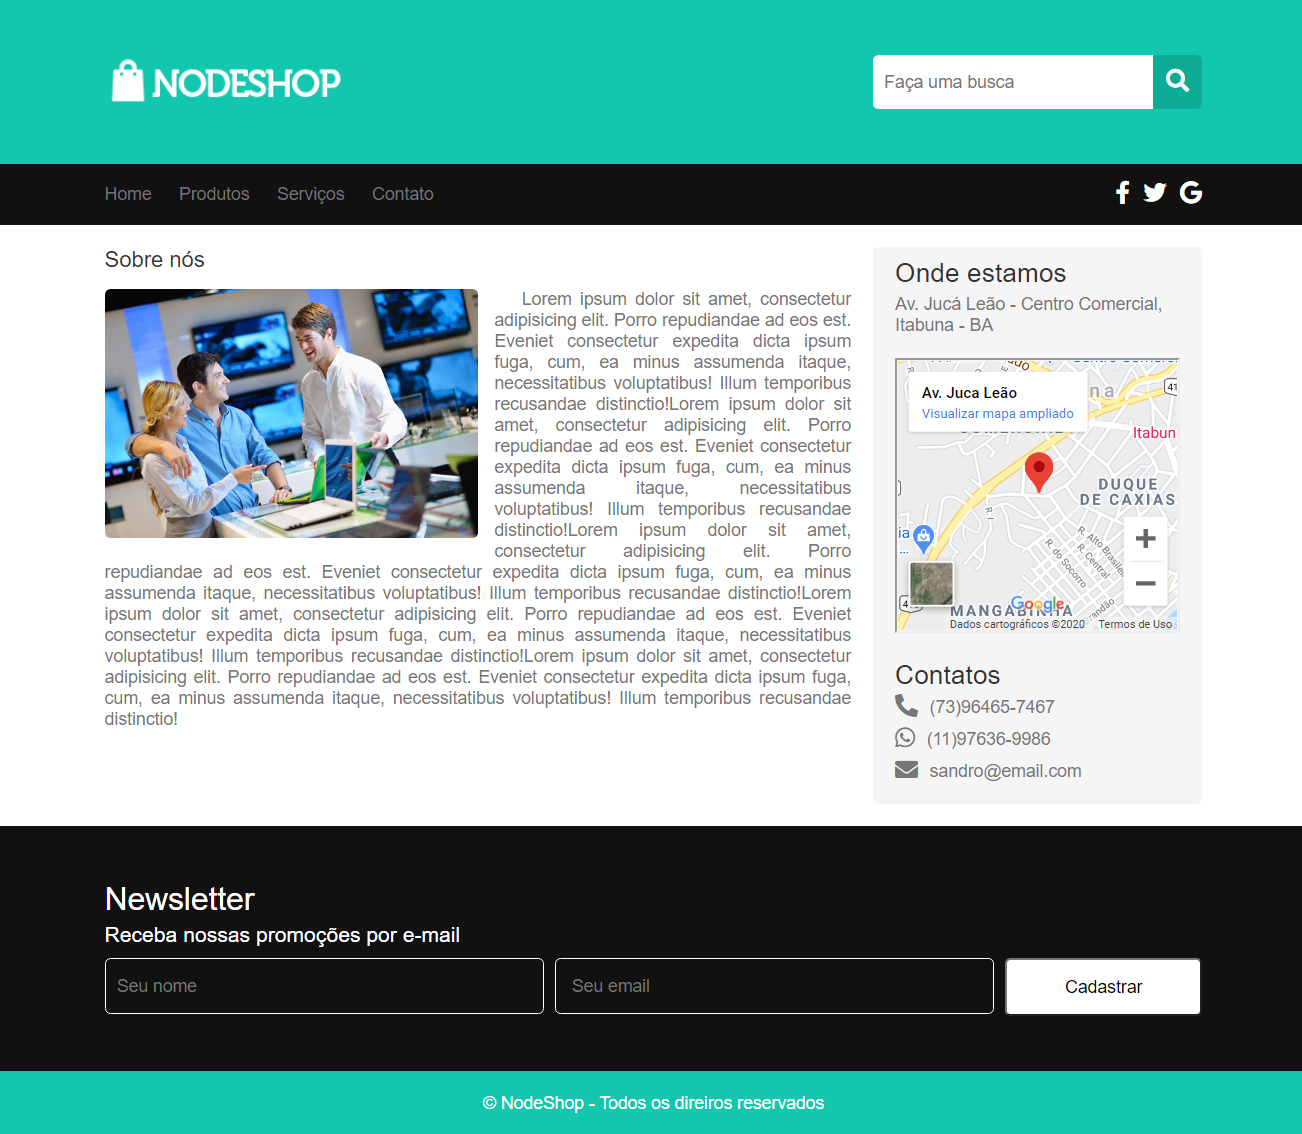 NODESHOP
Faça uma busca
Home Produtos Serviços Contato
Sobre nós
Lorem ipsum dolor sit amet, consectetur
adipisicing elit. Porro repudiandae ad eos est.
Eveniet consectetur expedita dicta ipsum
fuga, cum, ea minus assumenda itaque,
necessitatibus voluptatibus! Illum temporibus
recusandae distinctio!Lorem ipsum dolor sit
amet, consectetur adipisicing elit. Porro
repudiandae ad eos est. Eveniet consectetur
expedita dicta ipsum fuga, cum, ea minus
assumenda itaque, necessitatibus
voluptatibus! Illum temporibus recusandae
distinctio!Lorem ipsum dolor sit amet,
consectetur adipisicing elit. Porro
repudiandae ad eos est. Eveniet consectetur expedita dicta ipsum fuga, cum, ea minus
assumenda itaque, necessitatibus voluptatibus! Illum temporibus recusandae distinctio!Lorem
ipsum dolor sit amet, consectetur adipisicing elit. Porro repudiandae ad eos est. Eveniet
consectetur expedita dicta ipsum fuga, cum, ea minus assumenda itaque, necessitatibus
voluptatibus! Illum temporibus recusandae distinctio!Lorem ipsum dolor sit amet, consectetur
adipisicing elit. Porro repudiandae ad eos est. Eveniet consectetur expedita dicta ipsum fuga,
cum, ea minus assumenda itaque, necessitatibus voluptatibus! Illum temporibus recusandae
distinctio!
Onde estamos
Av. Jucá Leão - Centro Comercial,
Itabuna - BA
Av. Juca Leão
Visualizar mapa ampliado
41
na
Itabun
DUQUE
DE CAXIAS
R. I
ia
...
R. Alto Brasilei
R. Central
R. do Socorro
MANGABINHA
Google
Dados cartográficos ©2020 Termos de Uso
Contatos
(73)96465-7467
(11)97636-9986
sandro@email.com
Newsletter
Receba nossas promoções por e-mail
Seu nome
Seu email
Cadastrar
© NodeShop - Todos os direiros reservados